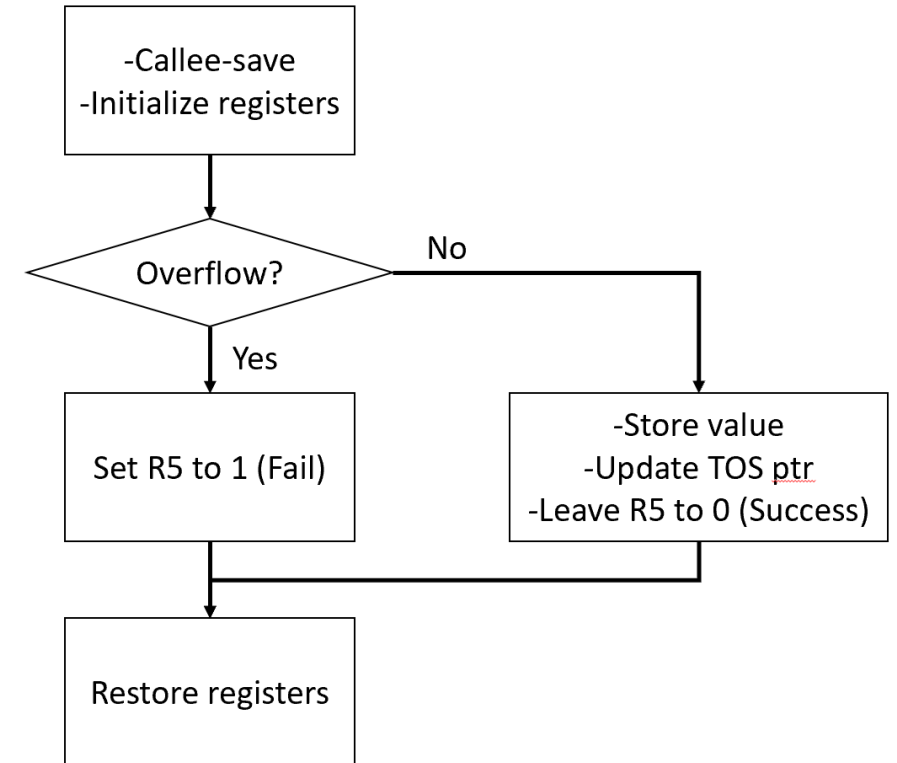 -Callee-save
-Initialize registers
Overflow?
No
Yes
Set R5 to 1 (Fail)
-Store value
-Update TOS ptr
-Leave R5 to 0 (Success)
Restore registers